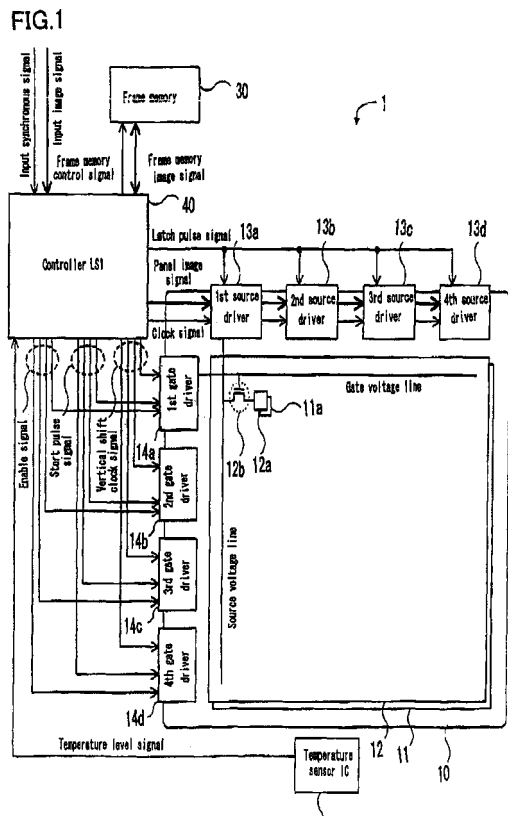 FIG.1
Input synchronous signal
Input image signal
Frame memory
30
1
Frame memory
control signal
Frame memory
image signal
40
Controller LSI
Latch pulse signal
13a
13b
13c
13d
Panel image
signal
1st source
driver
2nd source
driver
3rd source
driver
4th source
driver
Clock signal
Enable signal
Start pulse
signal
Vertical shift
clock signal
1st gate
driver
14a
Gate voltage line
11a
12a
12b
2nd gate
driver
14b
Source voltage line
3rd gate
driver
14c
4th gate
driver
14d
12
11
10
Temperature level signal
Temperature
sensor IC